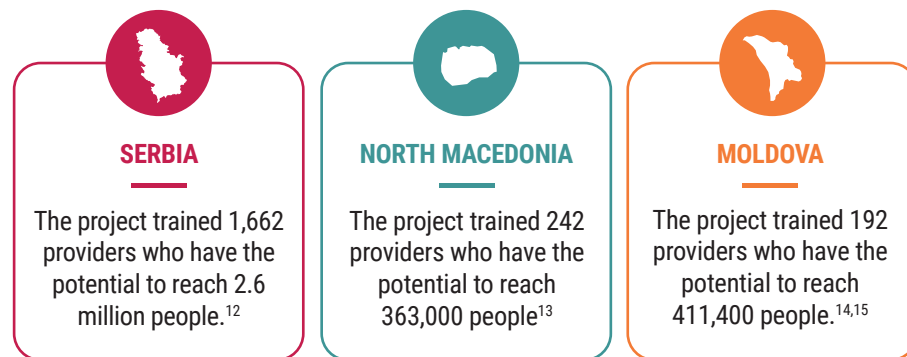 SERBIA
The project trained 1,662
providers who have the
potential to reach 2.6
million people.12
NORTH MACEDONIA
The project trained 242
providers who have the
potential to reach
363,000 people13
MOLDOVA
The project trained 192
providers who have the
potential to reach
411,400 people.14,15